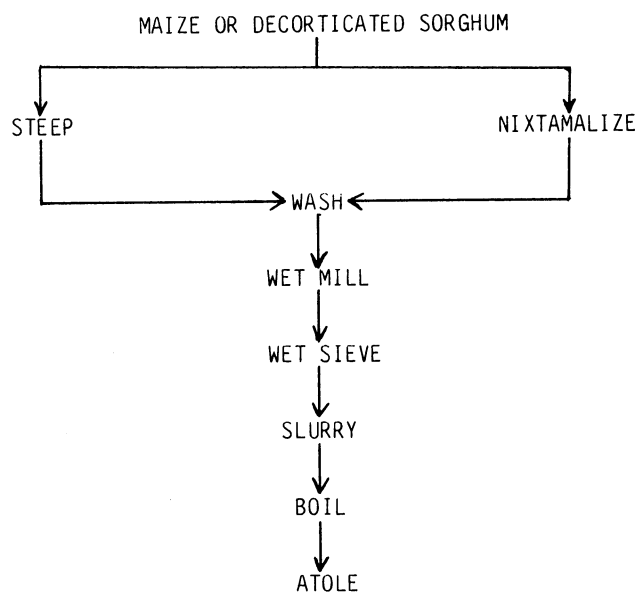 MAIZE OR DECORTICATED SORGHUM
STEEP
NIXTAMALIZE
WASH
WET MILL
WET SIEVE
SLURRY
BOIL
ATOLE